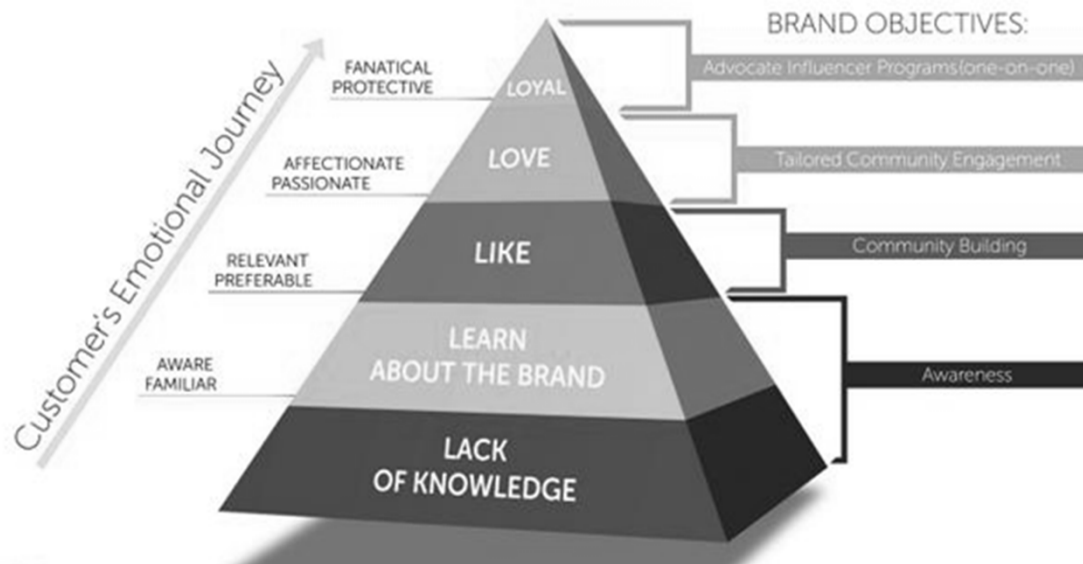 BRAND OBJECTIVES:
Customer's Emotional Journey
FANATICAL
PROTECTIVE
LOYAL
Advocate Influencer Programs(one-on-one)
AFFECTIONATE
PASSIONATE
LOVE
Tailored Community Engagement
RELEVANT
PREFERABLE
LIKE
Community Building
AWARE
FAMILIAR
LEARN
ABOUT THE BRAND
Awareness
LACK
OF KNOWLEDGE